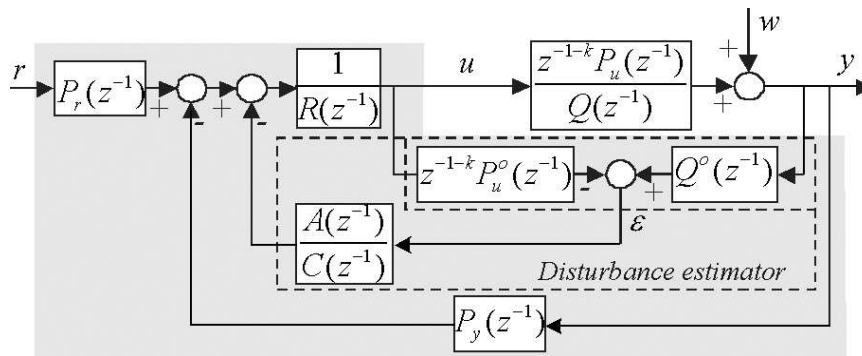 w
r
P_r(z^{-1})
+
-
+
-
1
R(z^{-1})
u
z^{-1-k}P_u(z^{-1})
Q(z^{-1})
+
+
y
z^{-1-k}P_u^o(z^{-1})
-
+
Q^o(z^{-1})
ε
A(z^{-1})
C(z^{-1})
Disturbance estimator
P_y(z^{-1})